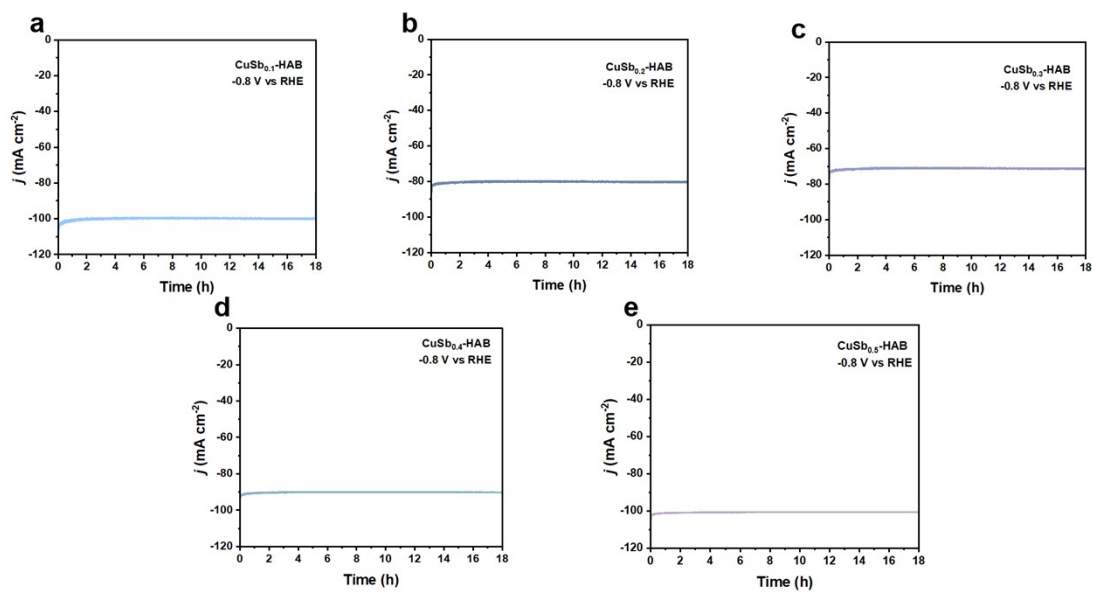 a
CuSb0.1-HAB
-0.8 V vs RHE
j (mA cm-2)
0
-20
-40
-60
-80
-100
-120
0 2 4 6 8 10 12 14 16 18
Time (h)
b
CuSb0.2-HAB
-0.8 V vs RHE
j (mA cm-2)
0
-20
-40
-60
-80
-100
-120
0 2 4 6 8 10 12 14 16 18
Time (h)
c
CuSb0.3-HAB
-0.8 V vs RHE
j (mA cm-2)
0
-20
-40
-60
-80
-100
-120
0 2 4 6 8 10 12 14 16 18
Time (h)
d
CuSb0.4-HAB
-0.8 V vs RHE
j (mA cm-2)
0
-20
-40
-60
-80
-100
-120
0 2 4 6 8 10 12 14 16 18
Time (h)
e
CuSb0.5-HAB
-0.8 V vs RHE
j (mA cm-2)
0
-20
-40
-60
-80
-100
-120
0 2 4 6 8 10 12 14 16 18
Time (h)